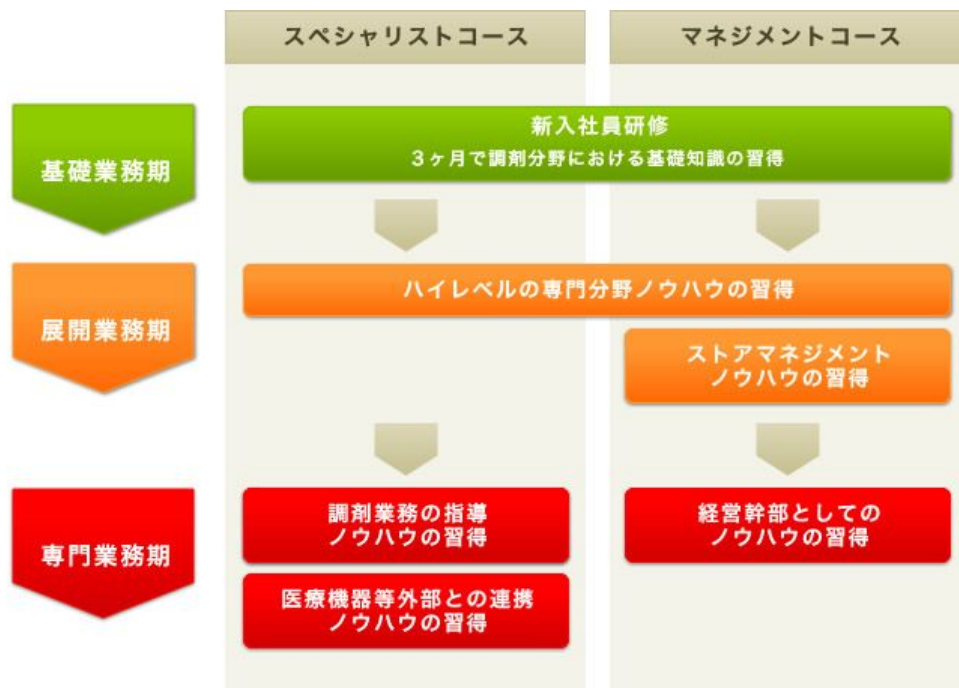 スペシャリストコース
マネジメントコース
基礎業務期
新入社員研修
3ヶ月で調剤分野における基礎知識の習得
展開業務期
ハイレベルの専門分野ノウハウの習得
ストアマネジメント
ノウハウの習得
専門業務期
調剤業務の指導
ノウハウの習得
経営幹部としての
ノウハウの習得
医療機器等外部との連携
ノウハウの習得